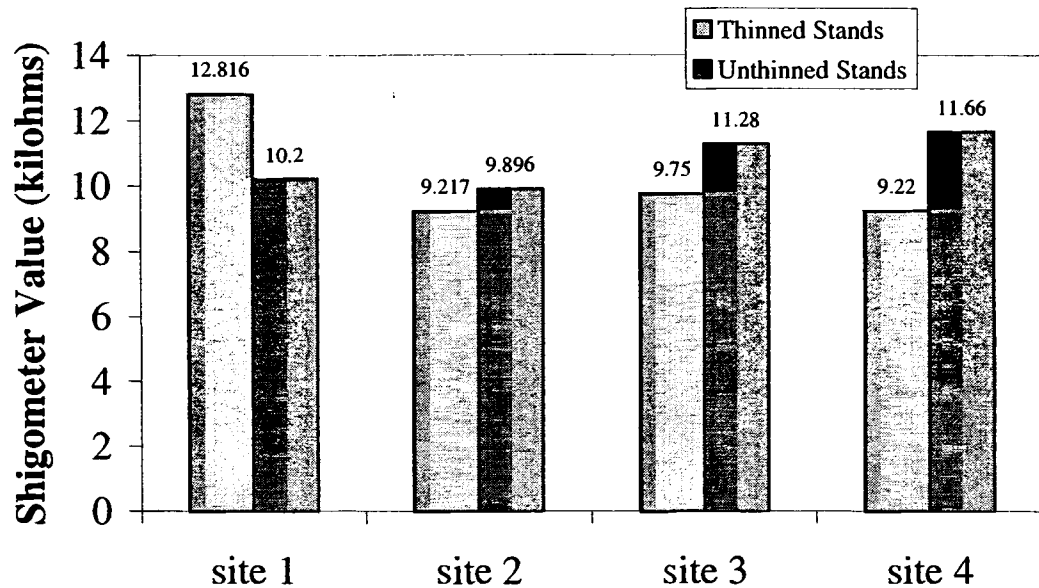 Thinned Stands
Unthinned Stands
Shigometer Value (kilohms)
14
12
10
8
6
4
2
0
12.816
10.2
9.217
9.896
9.75
11.28
9.22
11.66
site 1
site 2
site 3
site 4